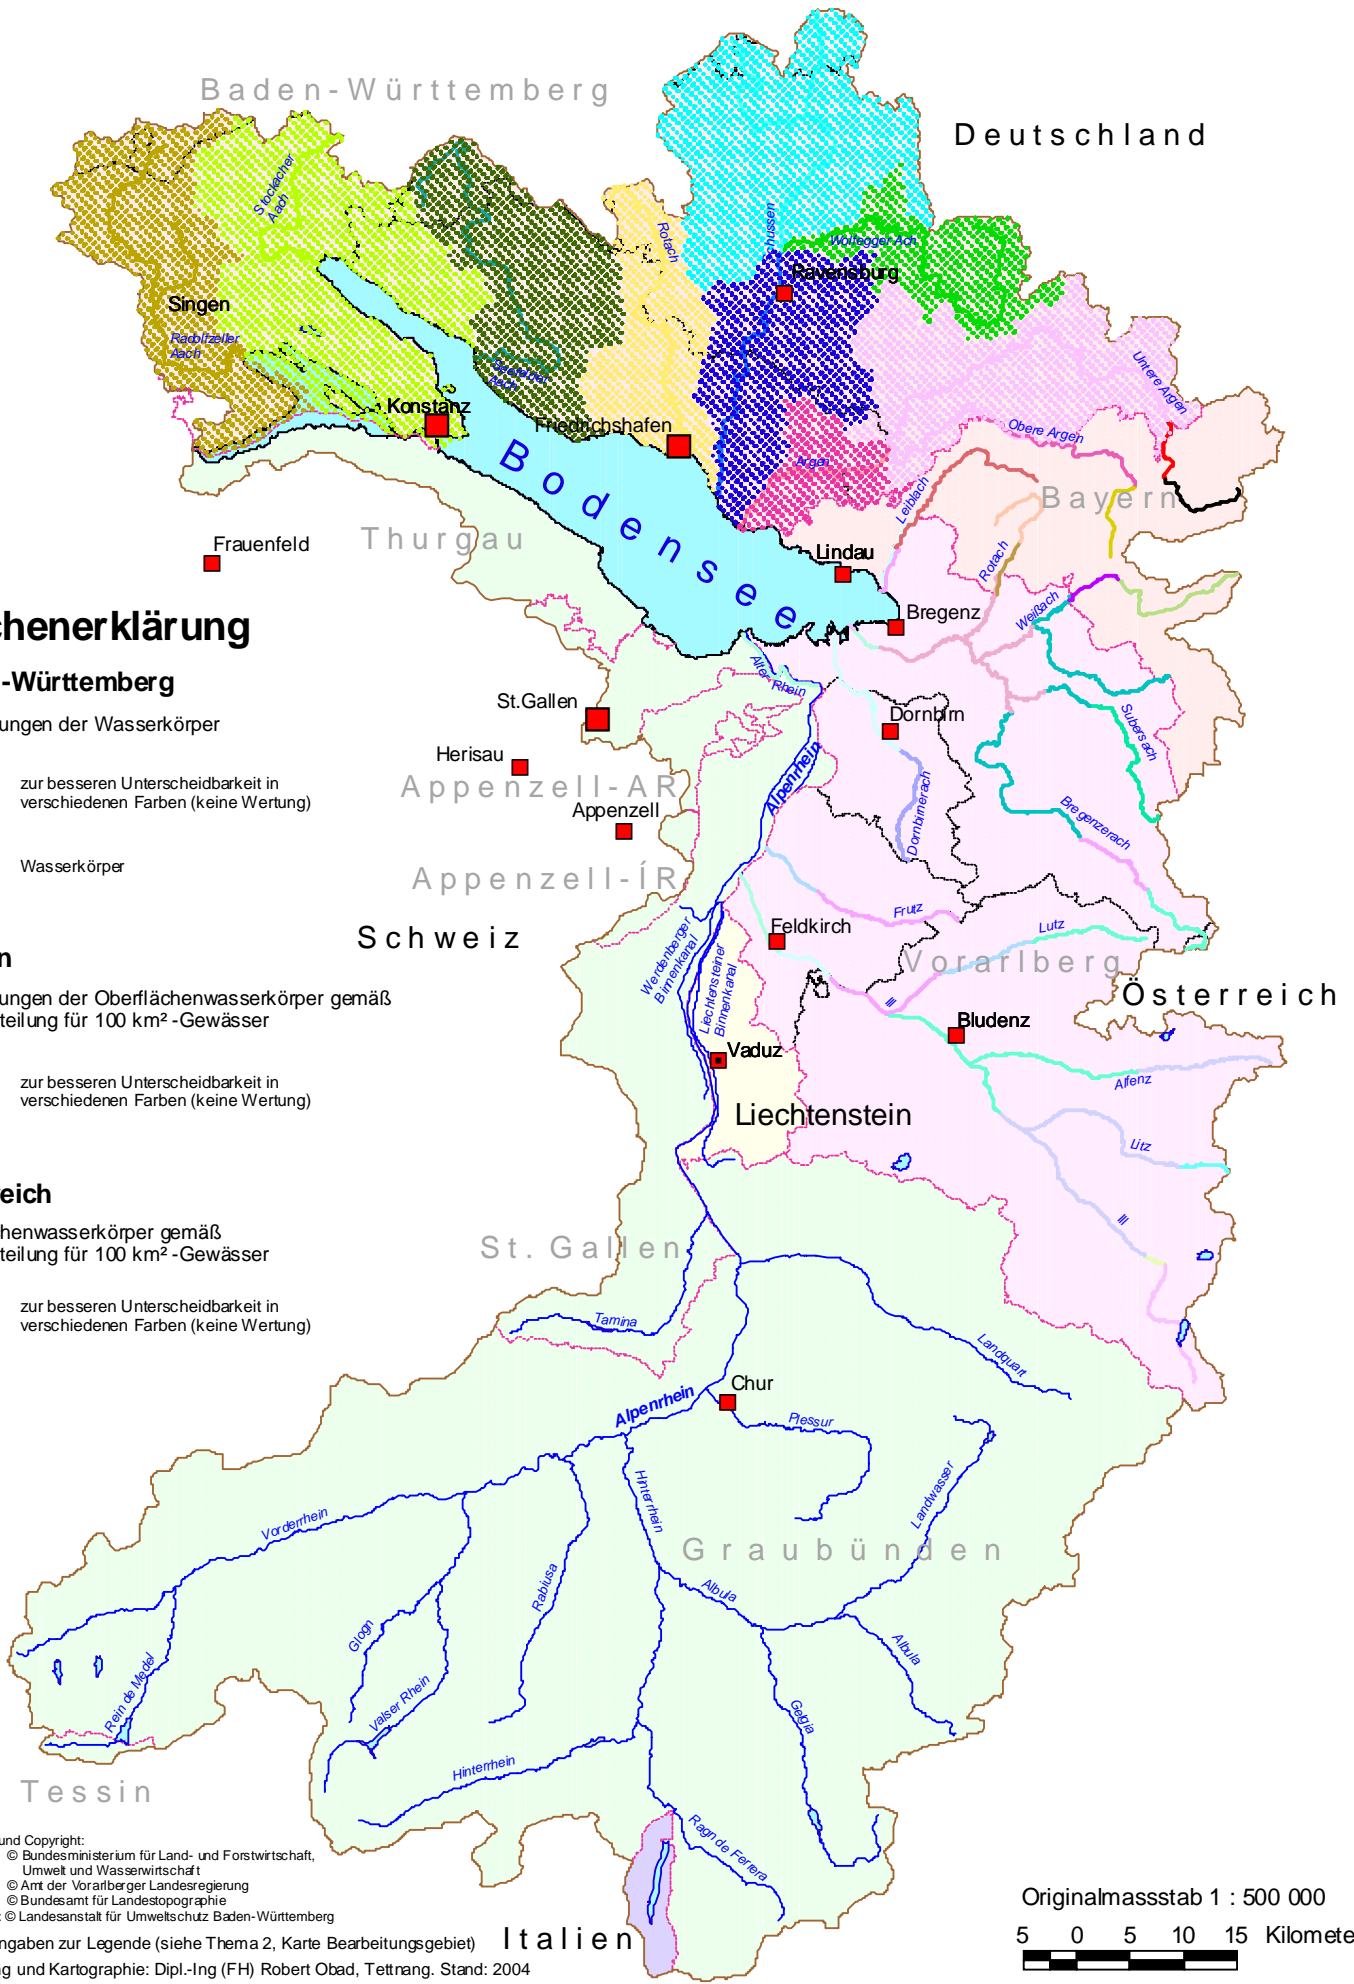 Baden-Württemberg
Deutschland
Stockacher
Aach
Rotach
Schussen
Wolfegger Ach
Ravensburg
Singen
Radolfzeller
Aach
Seefelder
Aach
Untere Argen
Konstanz
Friedrichshafen
Obere Argen
Argen
Leiblach
Bayern
Bodensee
Thurgau
Frauenfeld
Lindau
Rotach
Weißach
Bregenz
chenerklärung
-Württemberg
ungen der Wasserkörper
zur besseren Unterscheidbarkeit in
verschiedenen Farben (keine Wertung)
Wasserkörper
Alter Rhein
St.Gallen
Dornbirn
Subersach
Herisau
Appenzell-AR
Alpenrhein
Appenzell
Dornbirnerach
Bregenzerach
Appenzell-ÍR
Frutz
Lutz
Feldkirch
Schweiz
Werdenberger
Binnenkanal
Liechtensteiner
Binnenkanal
Vorarlberg
Österreich
n
ungen der Oberflächenwasserkörper gemäß
teilung für 100 km² -Gewässer
Ill
Bludenz
Vaduz
zur besseren Unterscheidbarkeit in
verschiedenen Farben (keine Wertung)
Alfenz
Liechtenstein
Litz
reich
henwasserkörper gemäß
teilung für 100 km² -Gewässer
Ill
St. Gallen
zur besseren Unterscheidbarkeit in
verschiedenen Farben (keine Wertung)
Tamina
Landquart
Chur
Alpenrhein
Plessur
Hinterrhein
Landwasser
Vorderrhein
Graubünden
Rabiusa
Albula
Glogn
Albula
Rein de Medel
Valser Rhein
Gelgia
Hinterrhein
Tessin
Ragn de Ferrera
und Copyright:
© Bundesministerium für Land- und Forstwirtschaft,
Umwelt und Wasserwirtschaft
© Amt der Vorarlberger Landesregierung
© Bundesamt für Landestopographie
: © Landesanstalt für Umweltschutz Baden-Württemberg
ngaben zur Legende (siehe Thema 2, Karte Bearbeitungsgebiet)
Italien
ng und Kartographie: Dipl.-Ing (FH) Robert Obad, Tettnang. Stand: 2004
Originalmassstab 1 : 500 000
5 0 5 10 15 Kilomete